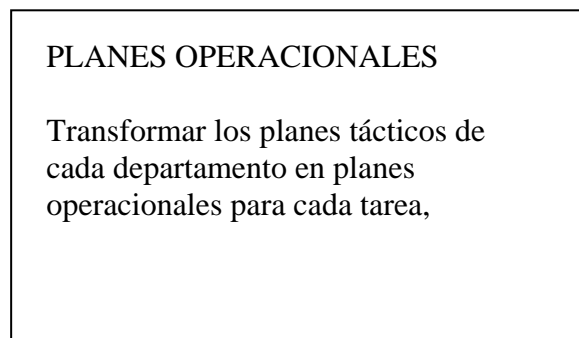 PLANES OPERACIONALES
Transformar los planes tácticos de
cada departamento en planes
operacionales para cada tarea,